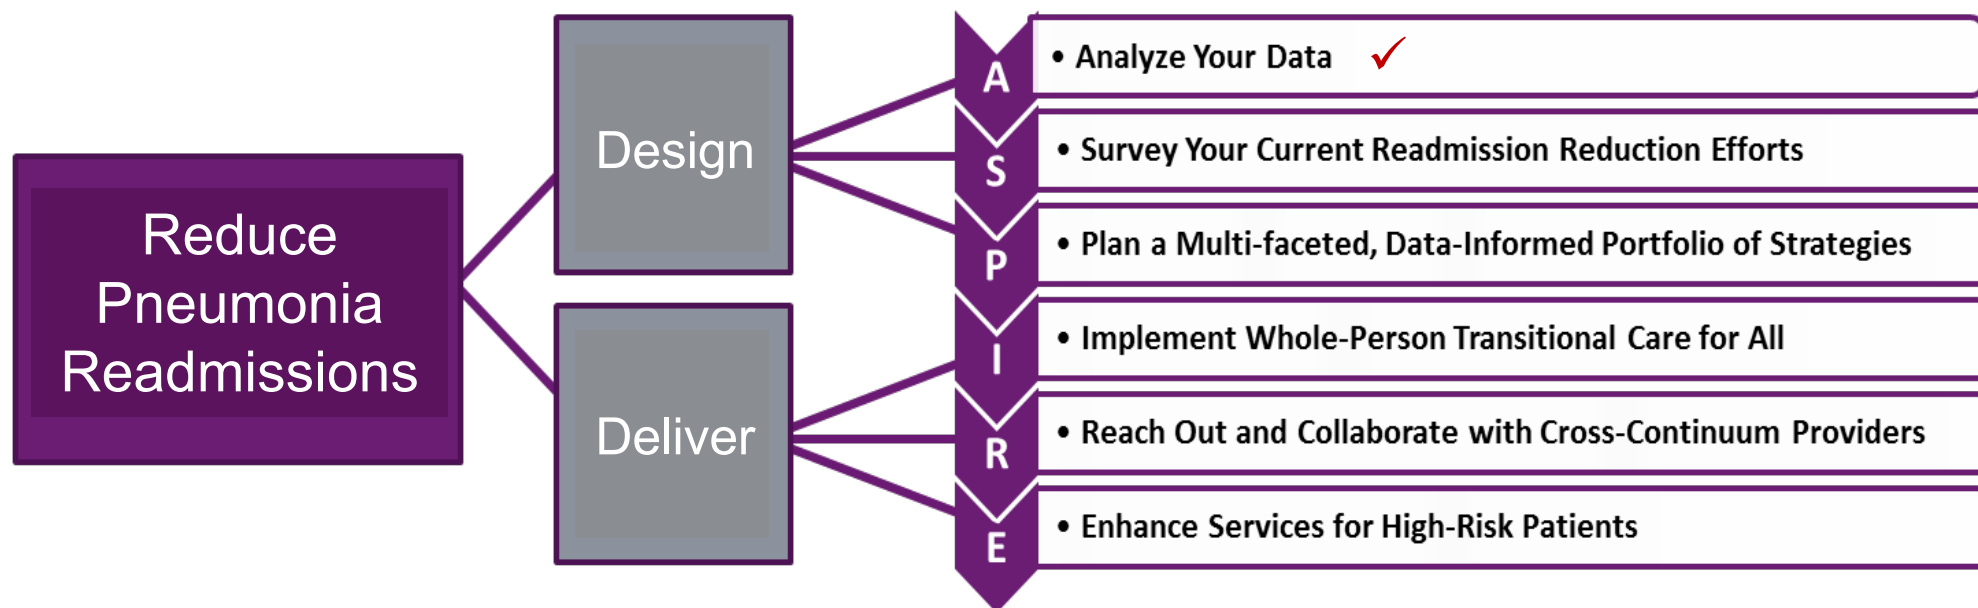 Reduce
Pneumonia
Readmissions
Design
Deliver
A
• Analyze Your Data ✓
S
• Survey Your Current Readmission Reduction Efforts
P
• Plan a Multi-faceted, Data-Informed Portfolio of Strategies
I
• Implement Whole-Person Transitional Care for All
R
• Reach Out and Collaborate with Cross-Continuum Providers
E
• Enhance Services for High-Risk Patients